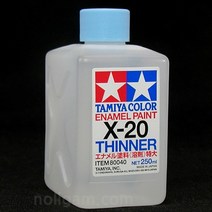 TAMIYA COLOR
ENAMEL PAINT
X-20
THINNER
エナメル塗料(溶剤)特大
ITEM 80040
NET 250ml
TAMIYA, INC.